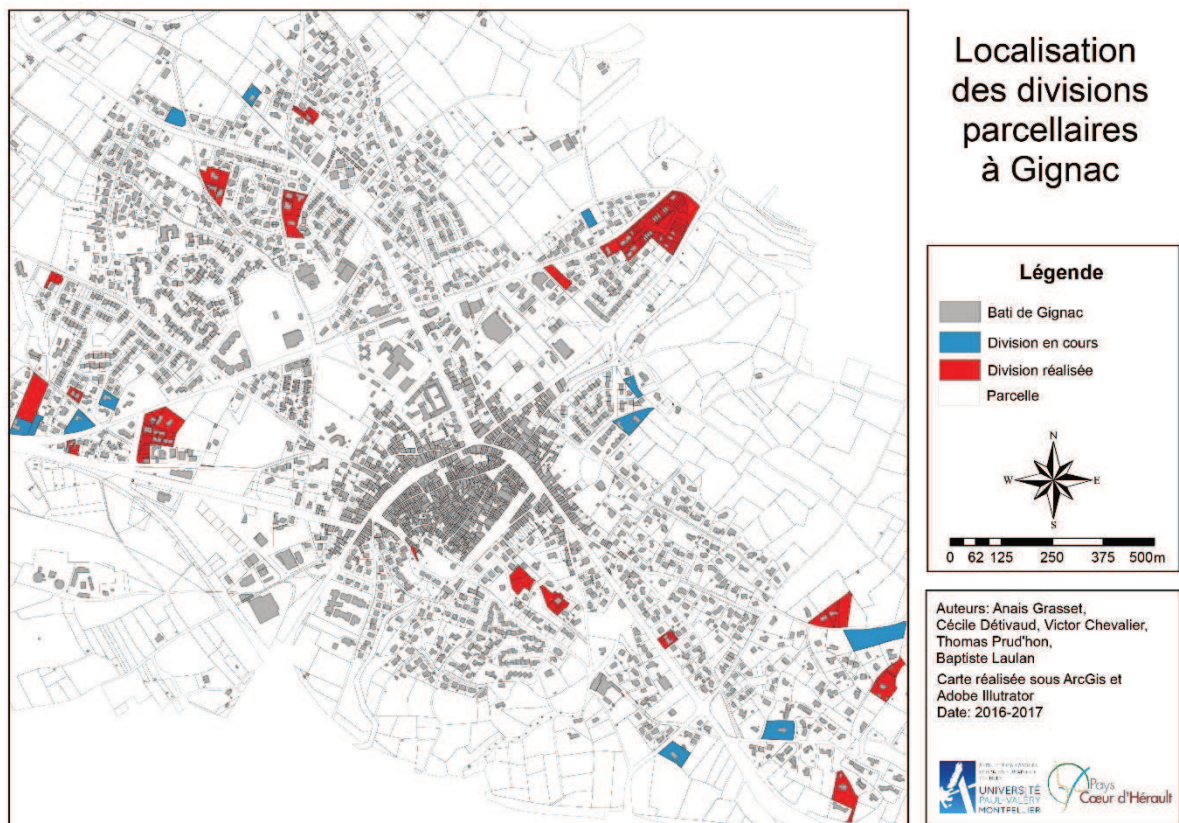 Localisation
des divisions
parcellaires
à Gignac
Légende
Bati de Gignac
Division en cours
Division réalisée
Parcelle
N
W E
S
0 62 125 250 375 500m
Auteurs: Anais Grasset,
Cécile Détivaud, Victor Chevalier,
Thomas Prud'hon,
Baptiste Laulan
Carte réalisée sous ArcGis et
Adobe Illutrator
Date: 2016-2017
UNIVERSITÉ
PAUL-VALÉRY
MONTPELLIER
Pays
Cœur d'Hérault